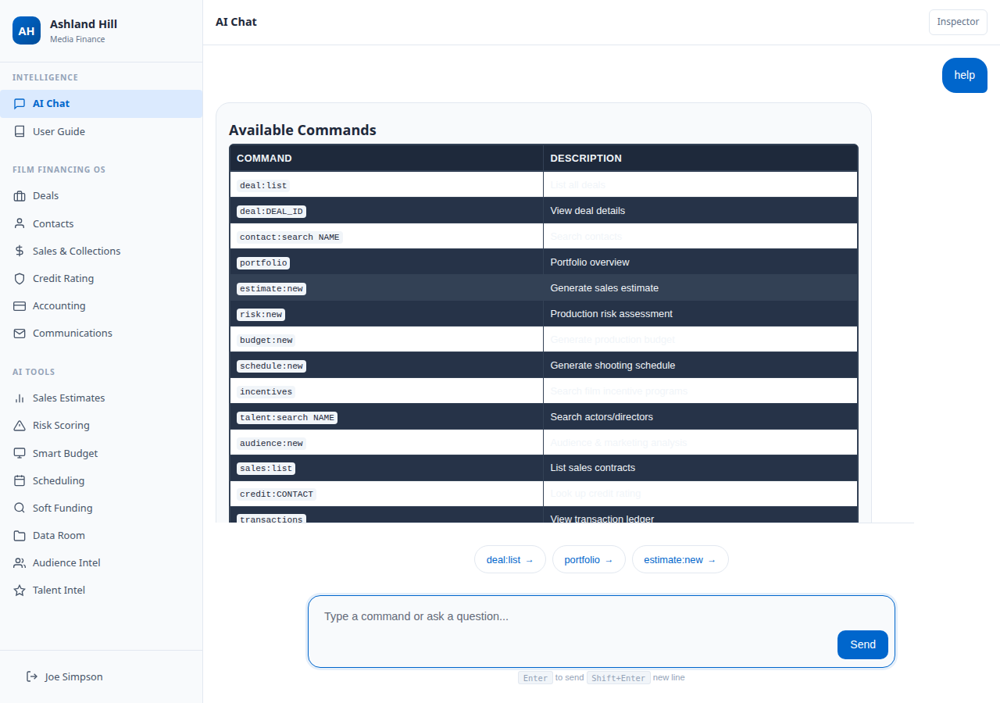 AH
Ashland Hill
Media Finance
INTELLIGENCE
AI Chat
User Guide
FILM FINANCING OS
Deals
Contacts
Sales & Collections
Credit Rating
Accounting
Communications
AI TOOLS
Sales Estimates
Risk Scoring
Smart Budget
Scheduling
Soft Funding
Data Room
Audience Intel
Talent Intel
Joe Simpson
AI Chat
Inspector
help
Available Commands
COMMAND DESCRIPTION
deal:list List all deals
deal:DEAL_ID View deal details
contact:search NAME Search contacts
portfolio Portfolio overview
estimate:new Generate sales estimate
risk:new Production risk assessment
budget:new Generate production budget
schedule:new Generate shooting schedule
incentives Search film incentive programs
talent:search NAME Search actors/directors
audience:new Audience & marketing analysis
sales:list List sales contracts
credit:CONTACT Look up credit rating
transactions View transaction ledger
deal:list → portfolio → estimate:new →
Type a command or ask a question...
Send
Enter to send Shift+Enter new line